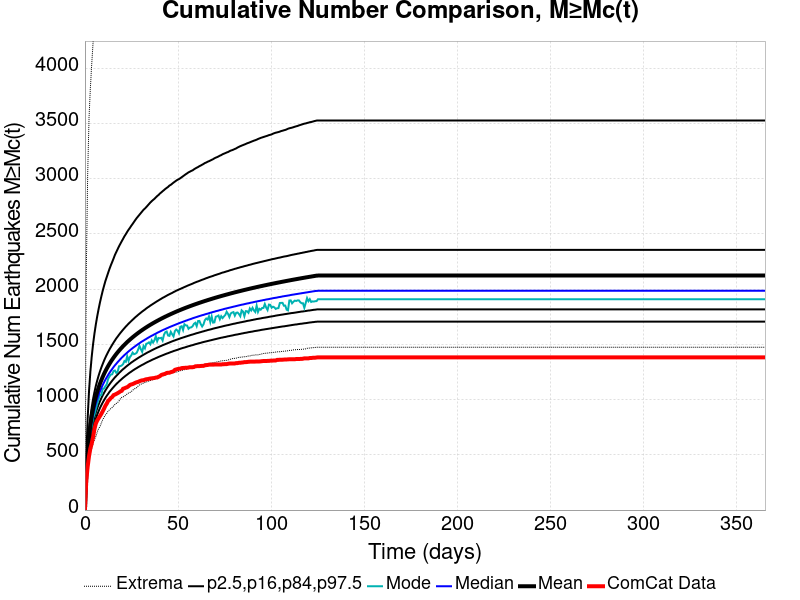 Cumulative Number Comparison, M≥Mc(t)
Cumulative Num Earthquakes M≥Mc(t)
4000
3500
3000
2500
2000
1500
1000
500
0
0 50 100 150 200 250 300 350
Time (days)
Extrema p2.5,p16,p84,p97.5 Mode Median Mean ComCat Data